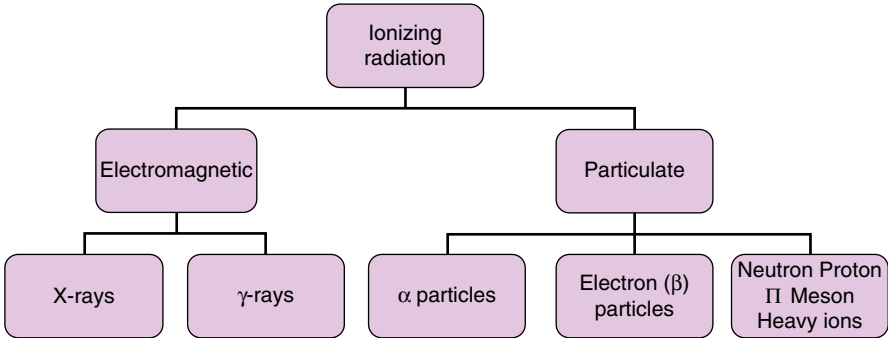 Ionizing
radiation
Electromagnetic
Particulate
X-rays
γ-rays
α particles
Electron (β)
particles
Neutron Proton
Π Meson
Heavy ions